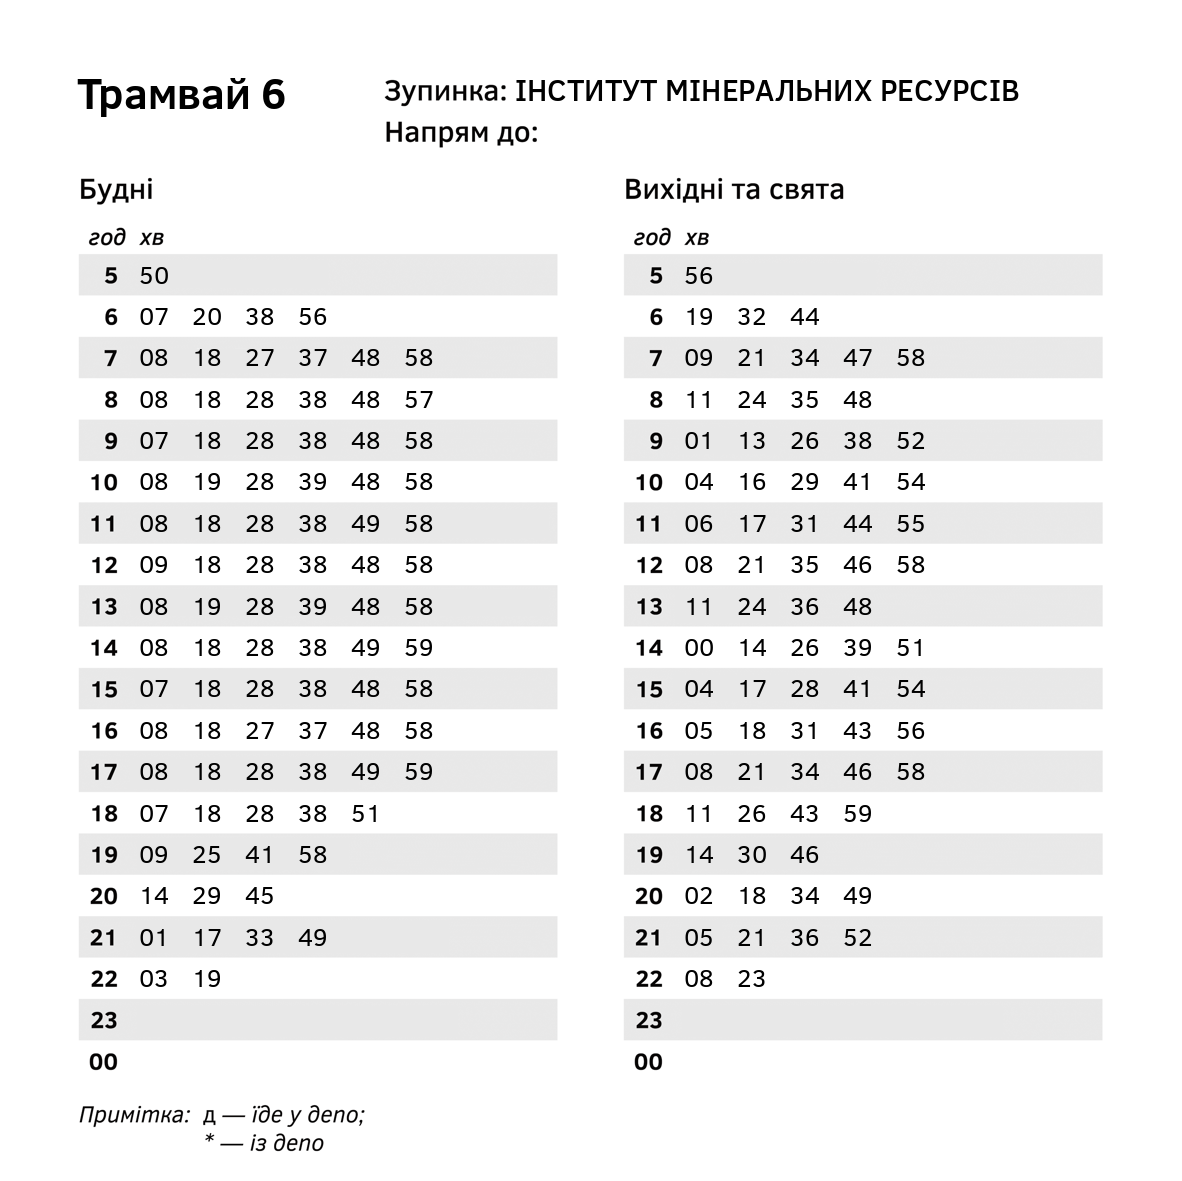 Трамвай 6
Зупинка: ІНСТИТУТ МІНЕРАЛЬНИХ РЕСУРСІВ
Напрям до:
Будні
год хв
5 50
6 07 20 38 56
7 08 18 27 37 48 58
8 08 18 28 38 48 57
9 07 18 28 38 48 58
10 08 19 28 39 48 58
11 08 18 28 38 49 58
12 09 18 28 38 48 58
13 08 19 28 39 48 58
14 08 18 28 38 49 59
15 07 18 28 38 48 58
16 08 18 27 37 48 58
17 08 18 28 38 49 59
18 07 18 28 38 51
19 09 25 41 58
20 14 29 45
21 01 17 33 49
22 03 19
23
00
Вихідні та свята
год хв
5 56
6 19 32 44
7 09 21 34 47 58
8 11 24 35 48
9 01 13 26 38 52
10 04 16 29 41 54
11 06 17 31 44 55
12 08 21 35 46 58
13 11 24 36 48
14 00 14 26 39 51
15 04 17 28 41 54
16 05 18 31 43 56
17 08 21 34 46 58
18 11 26 43 59
19 14 30 46
20 02 18 34 49
21 05 21 36 52
22 08 23
23
00
Примітка: д — їде у депо;
* — із депо